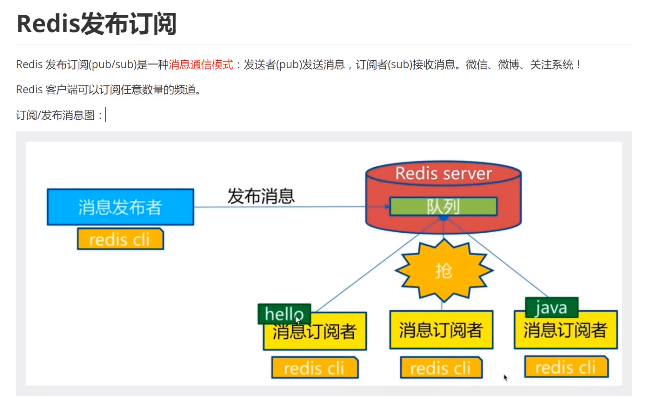 Redis发布订阅
Redis 发布订阅(pub/sub)是一种消息通信模式：发送者(pub)发送消息，订阅者(sub)接收消息。微信、微博、关注系统！
Redis 客户端可以订阅任意数量的频道。
订阅/发布消息图：
Redis server
发布消息
消息发布者
队列
redis cli
抢
hello
java
消息订阅者
消息订阅者
消息订阅者
redis cli
redis cli
redis cli